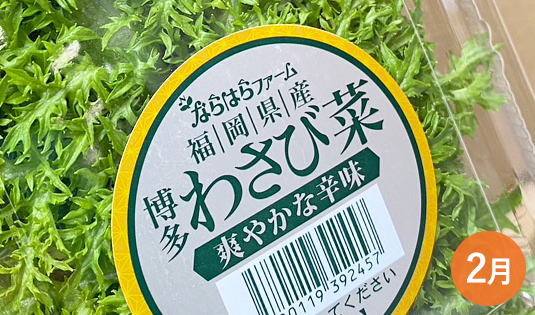 ならはらファーム
福岡県産
博多
わさび菜
爽やかな辛味
0119392457
てください
2月